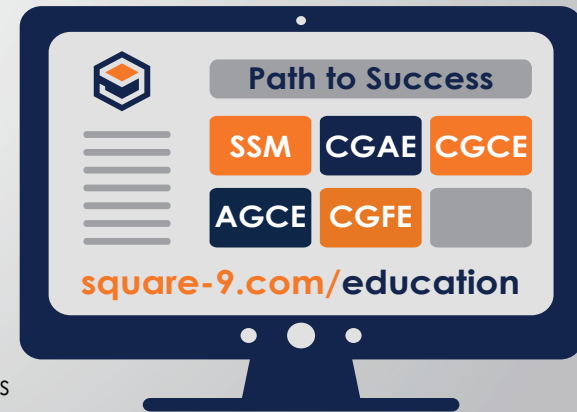 Path to Success
SSM CGAE CGCE
AGCE CGFE
square-9.com/education
S